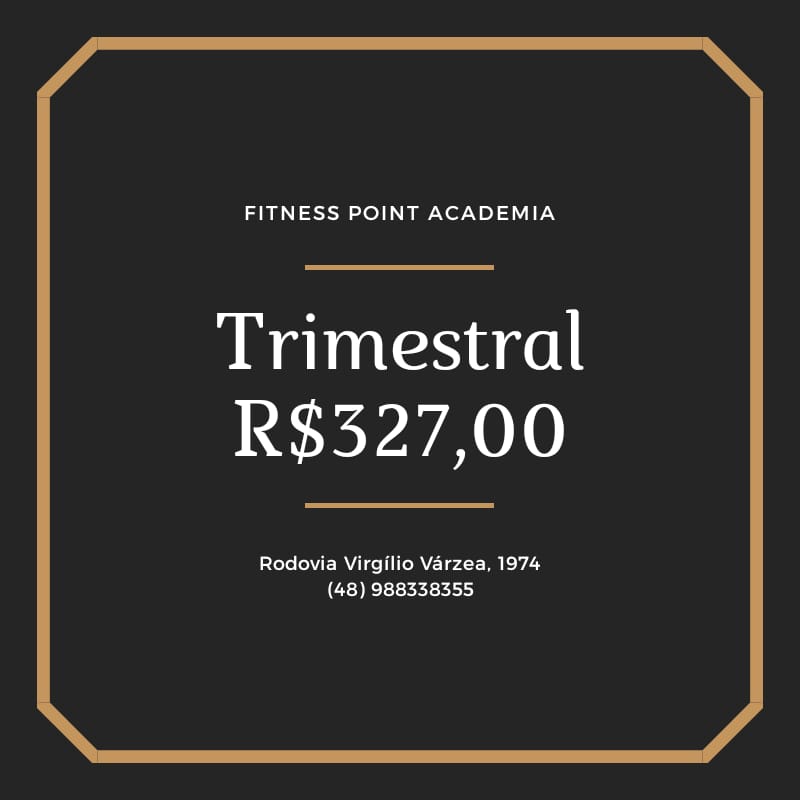 FITNESS POINT ACADEMIA
Trimestral
R$327,00
Rodovia Virgílio Várzea, 1974
(48) 988338355